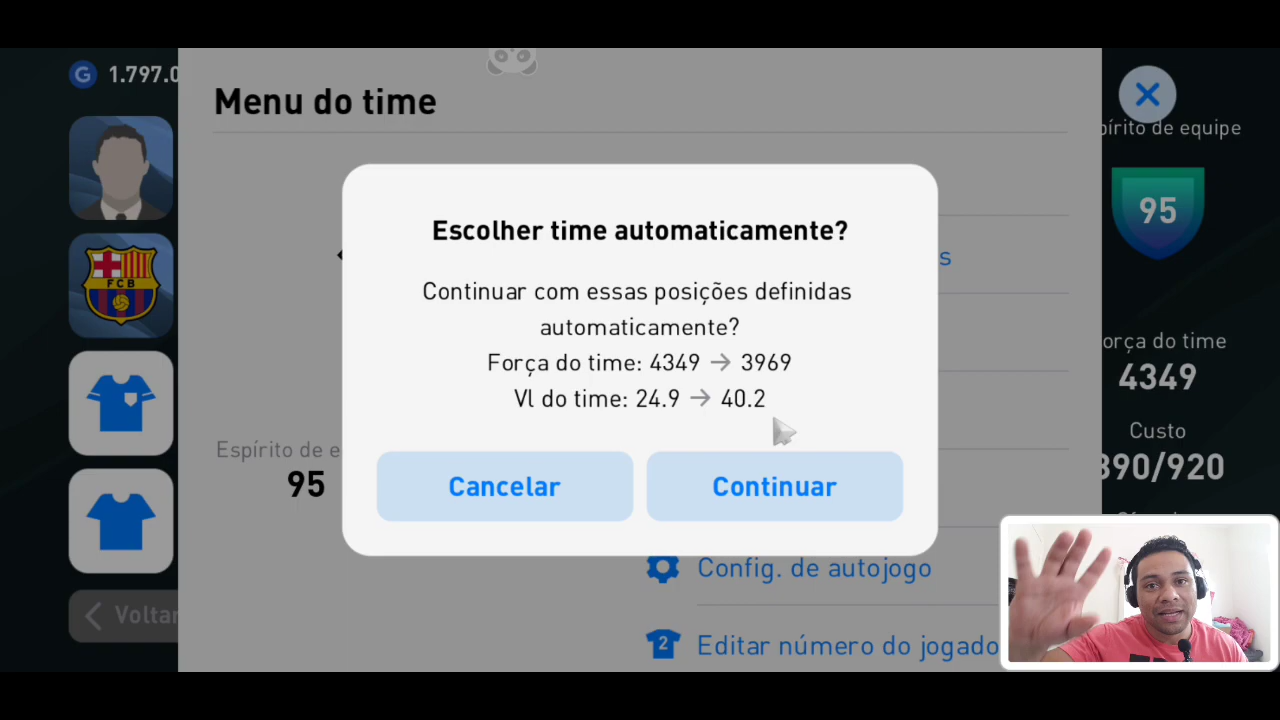 G 1.797.0
Menu do time
pírito de equipe
95
Escolher time automaticamente?
Continuar com essas posições definidas
automaticamente?
Força do time: 4349 → 3969
Vl do time: 24.9 → 40.2
Cancelar
Continuar
s
FCB
orça do time
4349
Custo
890/920
Espírito de e
95
Config. de autojogo
2 Editar número do jogado
Voltar